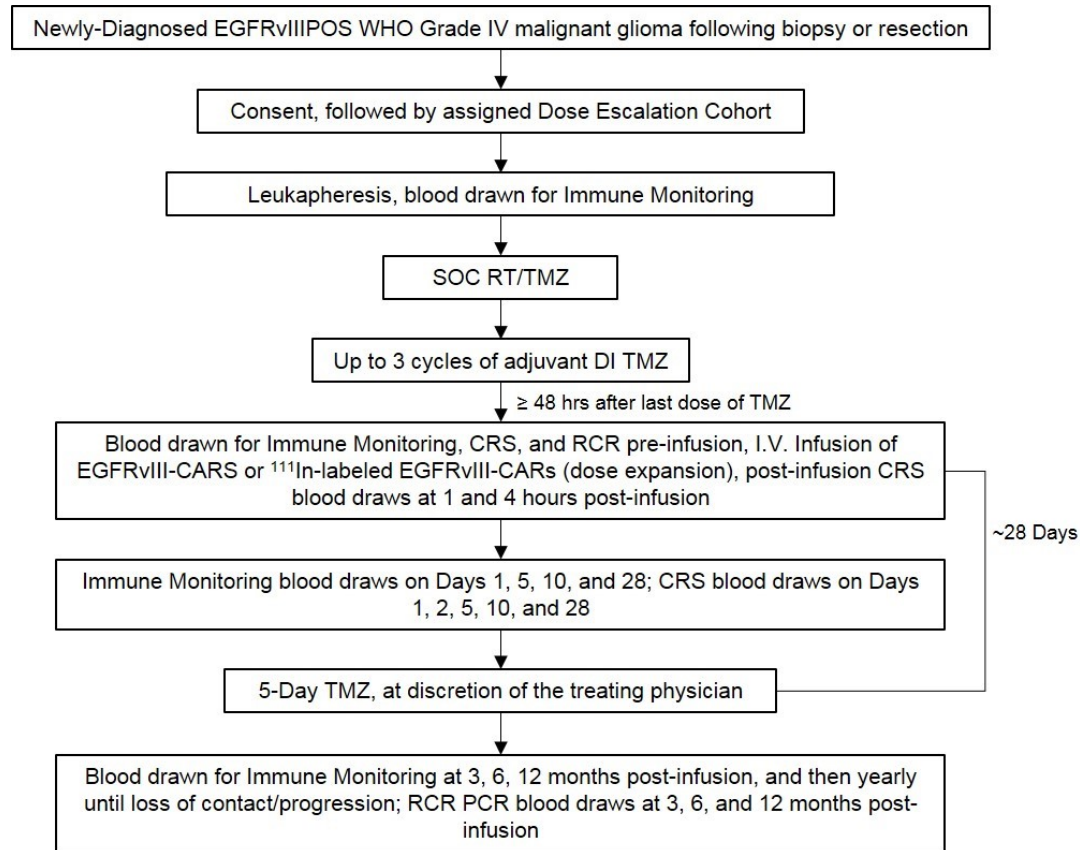 Newly-Diagnosed EGFRvIIIPOS WHO Grade IV malignant glioma following biopsy or resection
Consent, followed by assigned Dose Escalation Cohort
Leukapheresis, blood drawn for Immune Monitoring
SOC RT/TMZ
Up to 3 cycles of adjuvant DI TMZ
≥ 48 hrs after last dose of TMZ
Blood drawn for Immune Monitoring, CRS, and RCR pre-infusion, I.V. Infusion of
EGFRvIII-CARS or ¹¹¹In-labeled EGFRvIII-CARs (dose expansion), post-infusion CRS
blood draws at 1 and 4 hours post-infusion
~28 Days
Immune Monitoring blood draws on Days 1, 5, 10, and 28; CRS blood draws on Days
1, 2, 5, 10, and 28
5-Day TMZ, at discretion of the treating physician
Blood drawn for Immune Monitoring at 3, 6, 12 months post-infusion, and then yearly
until loss of contact/progression; RCR PCR blood draws at 3, 6, and 12 months post-
infusion